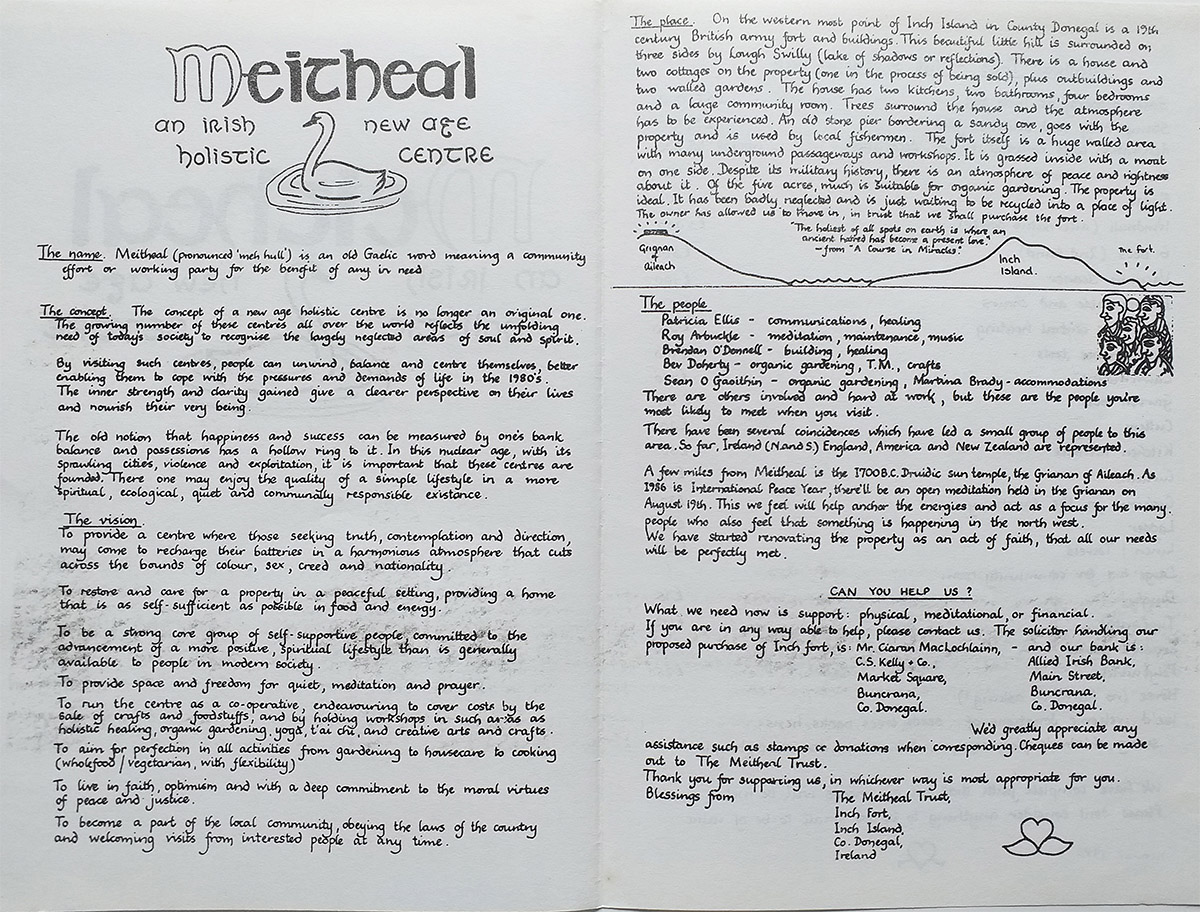 Meitheal
an irish new age
holistic centre
The name. Meitheal (pronounced 'meh hull') is an old Gaelic word meaning a community
effort or working party for the benefit of any in need
The concept. The concept of a new age holistic centre is no longer an original one.
The growing number of these centres all over the world reflects the unfolding
need of today's society to recognise the largely neglected areas of soul and spirit.
By visiting such centres, people can unwind, balance and centre themselves, better
enabling them to cope with the pressures and demands of life in the 1980's.
The inner strength and clarity gained give a clearer perspective on their lives
and nourish their very being.
The old notion that happiness and success can be measured by one's bank
balance and possessions has a hollow ring to it. In this nuclear age, with its
sprawling cities, violence and exploitation, it is important that these centres are
founded. There one may enjoy the quality of a simple lifestyle in a more
spiritual, ecological, quiet and communally responsible existance.
The vision.
To provide a centre where those seeking truth, contemplation and direction,
may come to recharge their batteries in a harmonious atmosphere that cuts
across the bounds of colour, sex, creed and nationality.
To restore and care for a property in a peaceful setting, providing a home
that is as self-sufficient as possible in food and energy.
To be a strong core group of self-supportive people, committed to the
advancement of a more positive, spiritual lifestyle than is generally
available to people in modern society.
To provide space and freedom for quiet, meditation and prayer.
To run the centre as a co-operative, endeavouring to cover costs by the
sale of crafts and foodstuffs, and by holding workshops in such areas as
holistic healing, organic gardening, yoga, t'ai chi, and creative arts and crafts.
To aim for perfection in all activities from gardening to housecare to cooking
(wholefood/vegetarian, with flexibility)
To live in faith, optimism and with a deep commitment to the moral virtues
of peace and justice.
To become a part of the local community, obeying the laws of the country
and welcoming visits from interested people at any time.
The place. On the western most point of Inch Island in County Donegal is a 19th
century British army fort and buildings. This beautiful little hill is surrounded on
three sides by Lough Swilly (lake of shadows or reflections). There is a house and
two cottages on the property (one in the process of being sold), plus outbuildings and
two walled gardens. The house has two kitchens, two bathrooms, four bedrooms
and a large community room. Trees surround the house and the atmosphere
has to be experienced. An old stone pier bordering a sandy cove, goes with the
property and is used by local fishermen. The fort itself is a huge walled area
with many underground passageways and workshops. It is grassed inside with a moat
on one side. Despite its military history, there is an atmosphere of peace and rightness
about it. Of the five acres, much is suitable for organic gardening. The property is
ideal. It has been badly neglected and is just waiting to be recycled into a place of light.
The owner has allowed us to move in, in trust that we shall purchase the fort.
"The holiest of all spots on earth is where an
ancient hatred has become a present love."
- from "A Course in Miracles".
Grignan
of
Aileach
Inch
Island.
The Fort.
The people
Patricia Ellis - communications, healing
Roy Arbuckle - meditation, maintenance, music
Brendan O'Donnell - building, healing
Bev Doherty - organic gardening, T.M., crafts
Sean O Gaoithin - organic gardening, Martina Brady - accommodations
There are others involved and hard at work, but these are the people you're
most likely to meet when you visit.
There have been several coincidences which have led a small group of people to this
area. So far, Ireland (N. and S.) England, America and New Zealand are represented.
A few miles from Meitheal is the 1700 B.C. Druidic sun temple, the Grianan of Aileach. As
1986 is International Peace Year, there'll be an open meditation held in the Grianan on
August 19th. This we feel will help anchor the energies and act as a focus for the many
people who also feel that something is happening in the north west.
We have started renovating the property as an act of faith, that all our needs
will be perfectly met.
CAN YOU HELP US?
What we need now is support: physical, meditational, or financial.
If you are in any way able to help, please contact us. The solicitor handling our
proposed purchase of Inch fort, is: Mr. Ciaran MacLochlainn, - and our bank is:
C.S. Kelly + Co., Allied Irish Bank,
Market Square, Main Street,
Buncrana, Buncrana,
Co. Donegal. Co. Donegal.
We'd greatly appreciate any
assistance such as stamps or donations when corresponding. Cheques can be made
out to The Meitheal Trust.
Thank you for supporting us, in whichever way is most appropriate for you.
Blessings from The Meitheal Trust,
Inch Fort,
Inch Island,
Co. Donegal,
Ireland